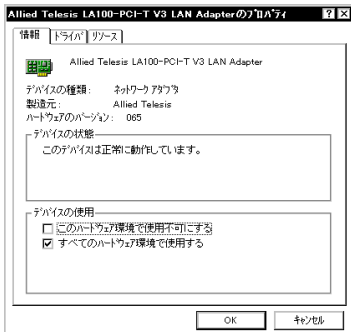 Allied Telesis LA100-PCI-T V3 LAN Adapterのﾌﾟﾛﾊﾟﾃｨ
情報 ﾄﾞﾗｲﾊﾞ ﾘｿｰｽ
Allied Telesis LA100-PCI-T V3 LAN Adapter
ﾃﾞﾊﾞｲｽの種類: ﾈｯﾄﾜｰｸ ｱﾀﾞﾌﾟﾀ
製造元: Allied Telesis
ﾊｰﾄﾞｳｪｱのﾊﾞｰｼﾞｮﾝ: 065
ﾃﾞﾊﾞｲｽの状態
このﾃﾞﾊﾞｲｽは正常に動作しています。
ﾃﾞﾊﾞｲｽの使用
このﾊｰﾄﾞｳｪｱ環境で使用不可にする
すべてのﾊｰﾄﾞｳｪｱ環境で使用する
OK ｷｬﾝｾﾙ